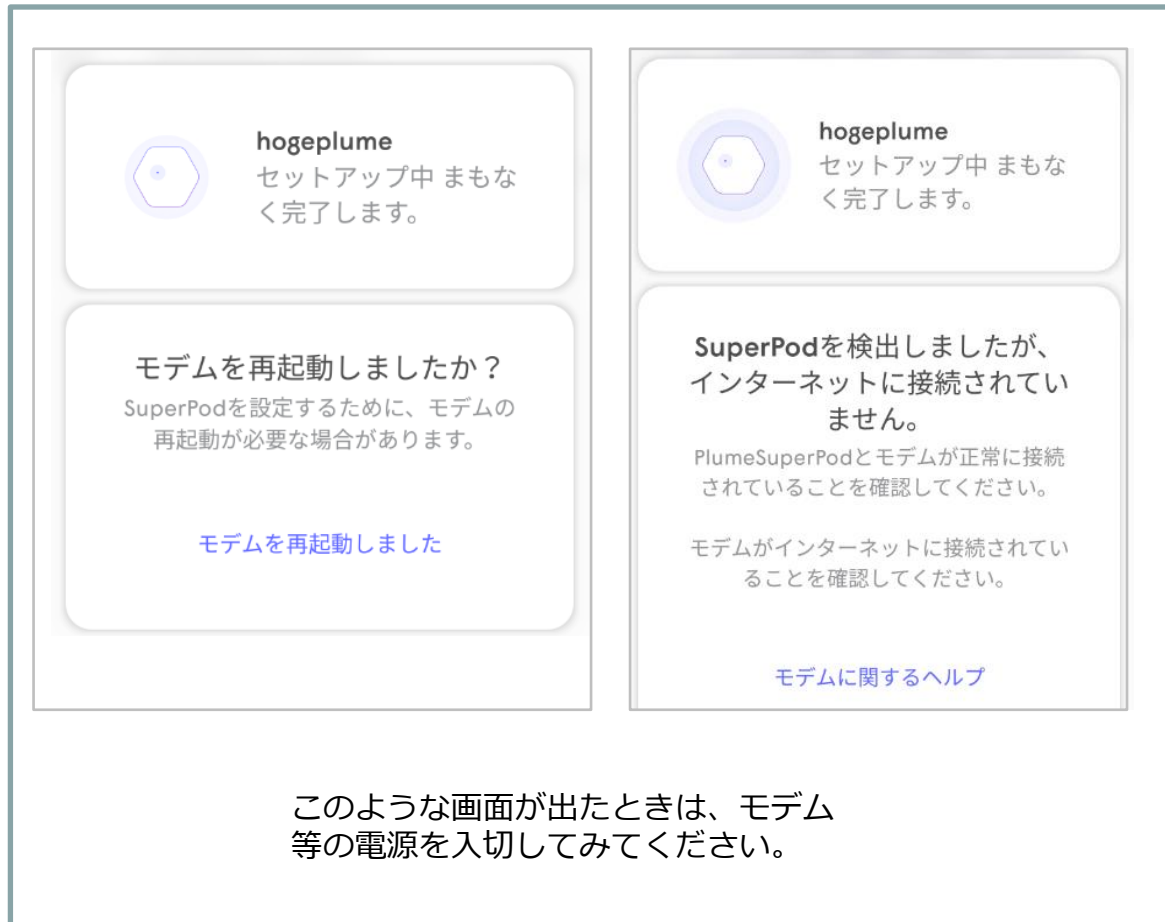 hogeplume
セットアップ中 まもな
く完了します。
モデムを再起動しましたか？
SuperPodを設定するために、モデムの
再起動が必要な場合があります。
モデムを再起動しました
hogeplume
セットアップ中 まもな
く完了します。
SuperPodを検出しましたが、
インターネットに接続されてい
ません。
PlumeSuperPodとモデムが正常に接続
されていることを確認してください。
モデムがインターネットに接続されてい
ることを確認してください。
モデムに関するヘルプ
このような画面が出たときは、モデム
等の電源を入切してみてください。